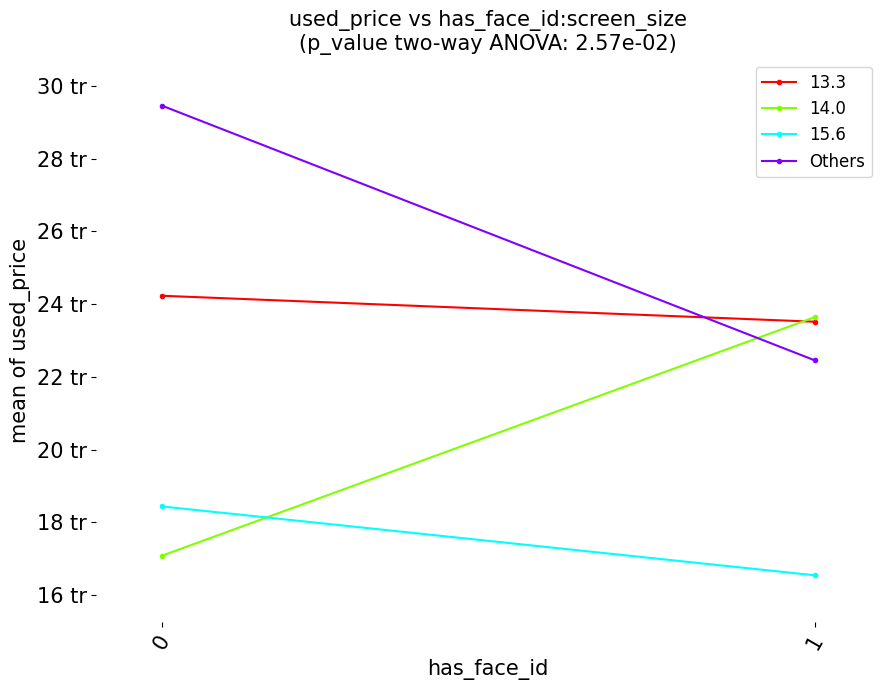 used_price vs has_face_id:screen_size
(p_value two-way ANOVA: 2.57e-02)
13.3
14.0
15.6
Others
mean of used_price
30 tr
28 tr
26 tr
24 tr
22 tr
20 tr
18 tr
16 tr
0
1
has_face_id